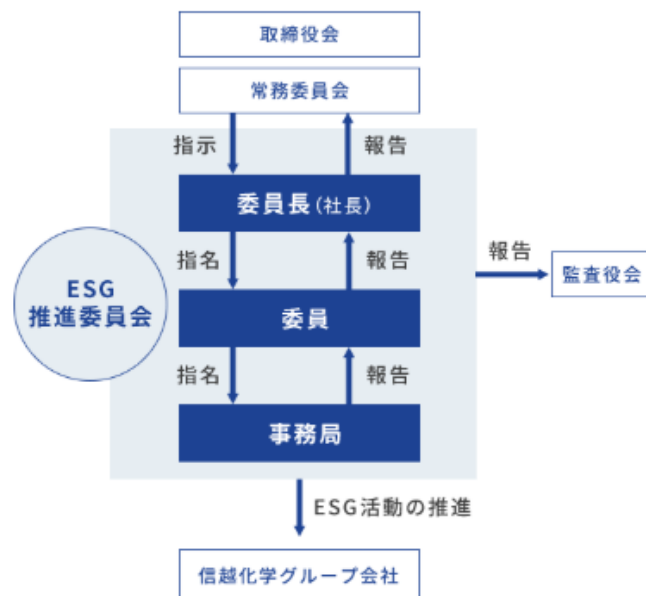 取締役会
常務委員会
指示
報告
委員長(社長)
指名
報告
報告
監査役会
ESG
推進委員会
委員
指名
報告
事務局
ESG活動の推進
信越化学グループ会社